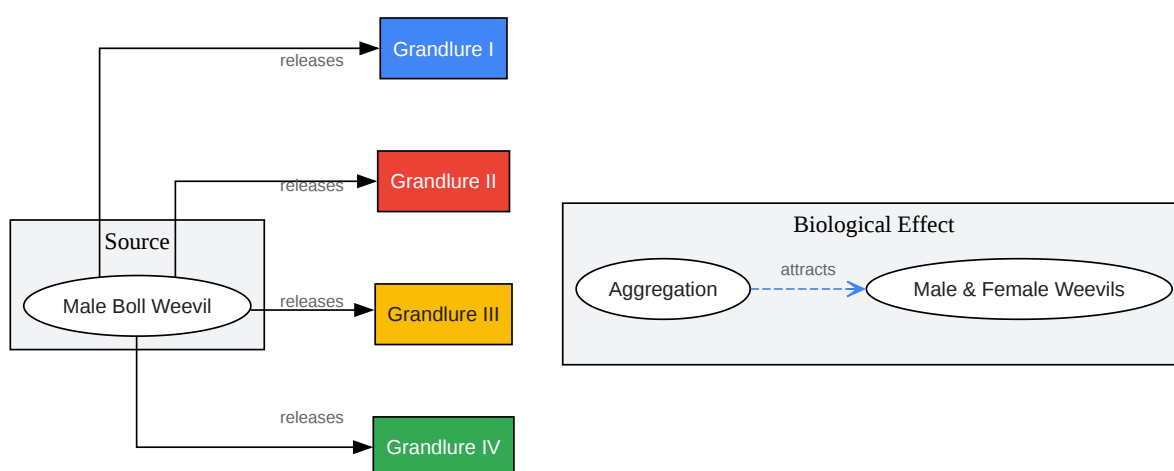 Grandlure I
releases
Grandlure II
releases
Source
Male Boll Weevil
releases
Grandlure III
releases
Grandlure IV
Biological Effect
Aggregation
attracts
Male & Female Weevils